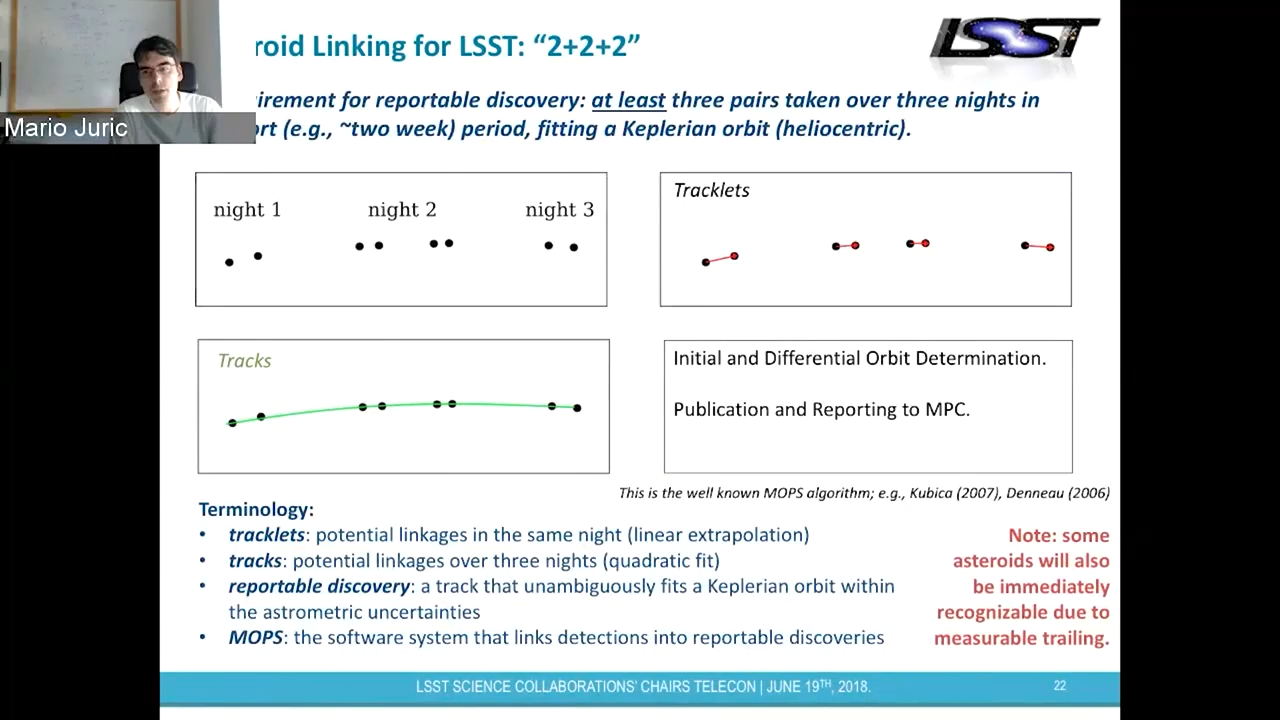 roid Linking for LSST: “2+2+2”
LSST
irement for reportable discovery: at least three pairs taken over three nights in
Mario Juric
ort (e.g., ~two week) period, fitting a Keplerian orbit (heliocentric).
night 1
night 2
night 3
Tracklets
Tracks
Initial and Differential Orbit Determination.
Publication and Reporting to MPC.
This is the well known MOPS algorithm; e.g., Kubica (2007), Denneau (2006)
Terminology:
• tracklets: potential linkages in the same night (linear extrapolation)
• tracks: potential linkages over three nights (quadratic fit)
• reportable discovery: a track that unambiguously fits a Keplerian orbit within
the astrometric uncertainties
• MOPS: the software system that links detections into reportable discoveries
Note: some
asteroids will also
be immediately
recognizable due to
measurable trailing.
LSST SCIENCE COLLABORATIONS’ CHAIRS TELECON | JUNE 19TH, 2018.
22